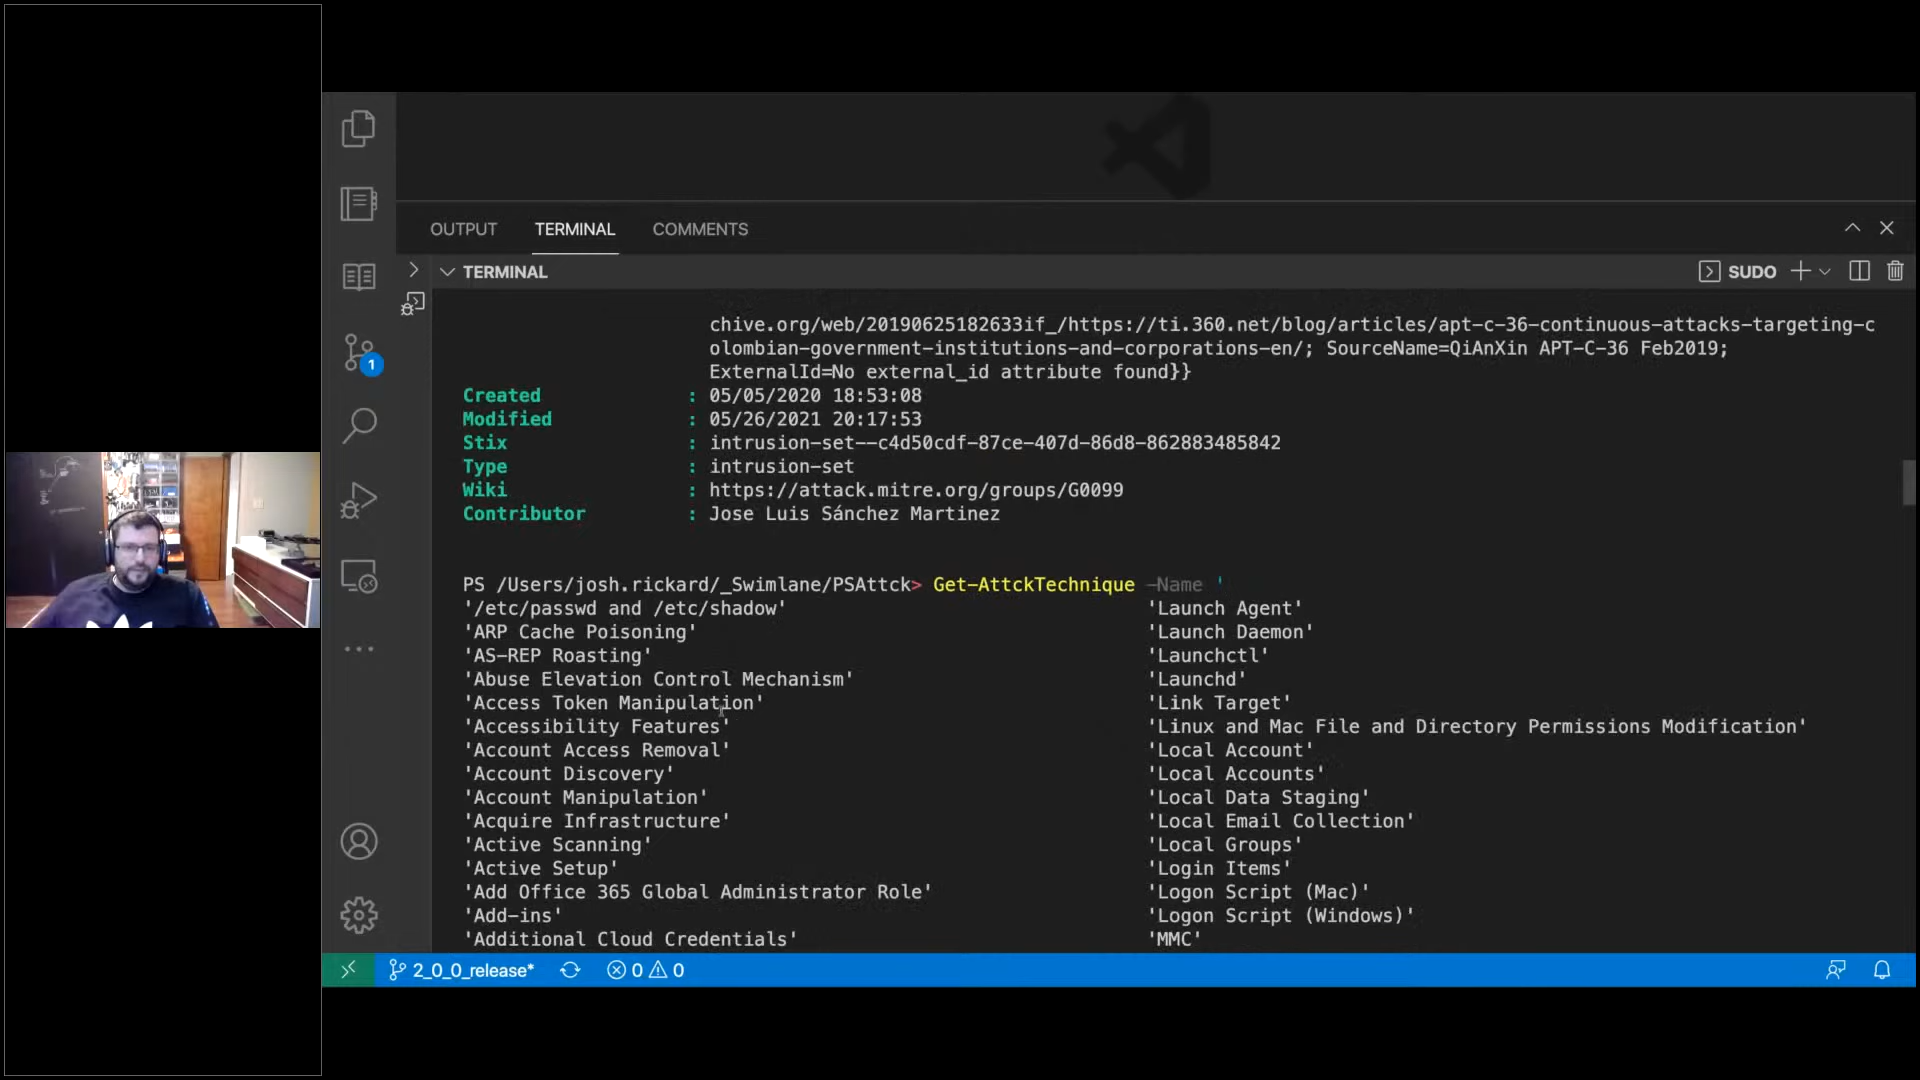 OUTPUT TERMINAL COMMENTS
TERMINAL
SUDO
chive.org/web/20190625182633if_/https://ti.360.net/blog/articles/apt-c-36-continuous-attacks-targeting-c
olombian-government-institutions-and-corporations-en/; SourceName=QiAnXin APT-C-36 Feb2019;
ExternalId=No external_id attribute found}}
Created : 05/05/2020 18:53:08
Modified : 05/26/2021 20:17:53
Stix : intrusion-set--c4d50cdf-87ce-407d-86d8-862883485842
Type : intrusion-set
Wiki : https://attack.mitre.org/groups/G0099
Contributor : Jose Luis Sánchez Martinez
PS /Users/josh.rickard/_Swimlane/PSAttck> Get-AttckTechnique -Name '
'/etc/passwd and /etc/shadow' 'Launch Agent'
'ARP Cache Poisoning' 'Launch Daemon'
'AS-REP Roasting' 'Launchctl'
'Abuse Elevation Control Mechanism' 'Launchd'
'Access Token Manipulation' 'Link Target'
'Accessibility Features' 'Linux and Mac File and Directory Permissions Modification'
'Account Access Removal' 'Local Account'
'Account Discovery' 'Local Accounts'
'Account Manipulation' 'Local Data Staging'
'Acquire Infrastructure' 'Local Email Collection'
'Active Scanning' 'Local Groups'
'Active Setup' 'Login Items'
'Add Office 365 Global Administrator Role' 'Logon Script (Mac)'
'Add-ins' 'Logon Script (Windows)'
'Additional Cloud Credentials' 'MMC'
1
2_0_0_release* 0 0